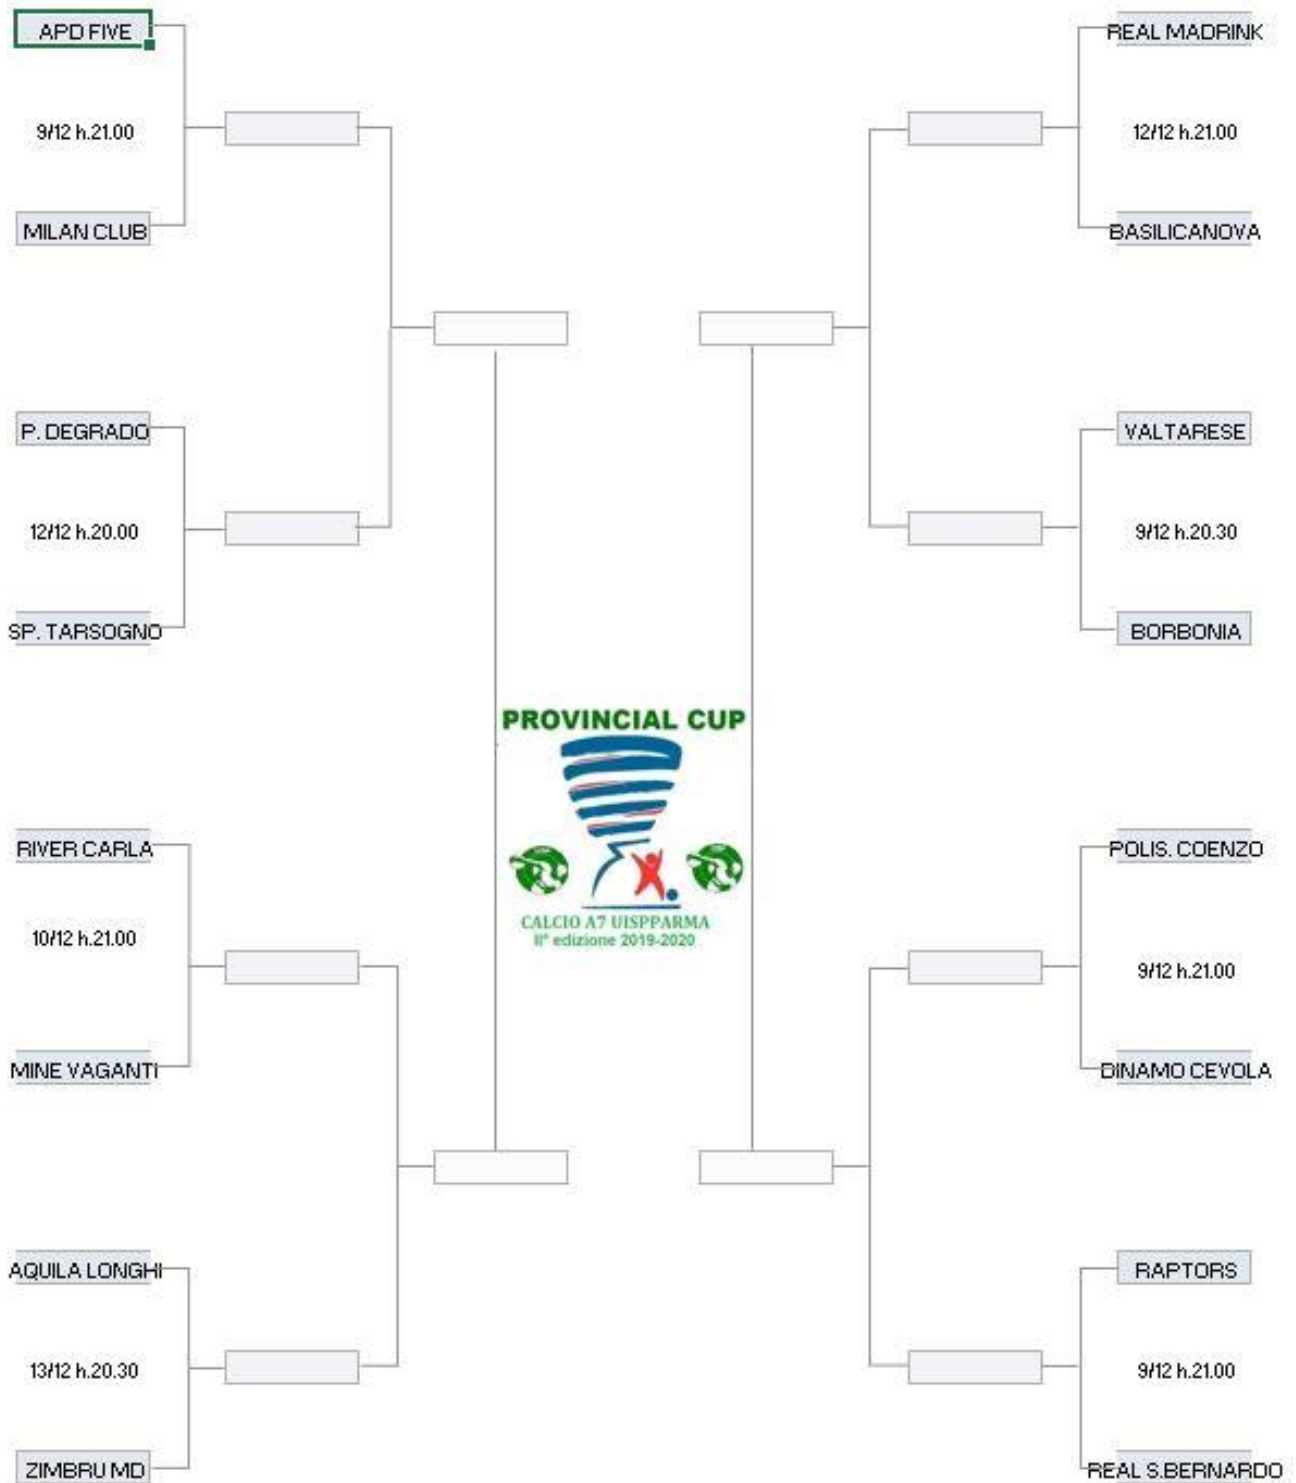 APD FIVE
9/12 h.21.00
MILAN CLUB
P. DEGRADO
12/12 h.20.00
SP. TARSOGNO
RIVER CARLA
10/12 h.21.00
MINE VAGANTI
AQUILA LONGHI
13/12 h.20.30
ZIMBRU MD
PROVINCIAL CUP
CALCIO A7 UISPPARMA
II° edizione 2019-2020
REAL MADRINK
12/12 h.21.00
BASILICANOVA
VALTARESE
9/12 h.20.30
BORBONIA
POLIS. COENZO
9/12 h.21.00
DINAMO CEVOLA
RAPTORS
9/12 h.21.00
REAL S.BERNARDO